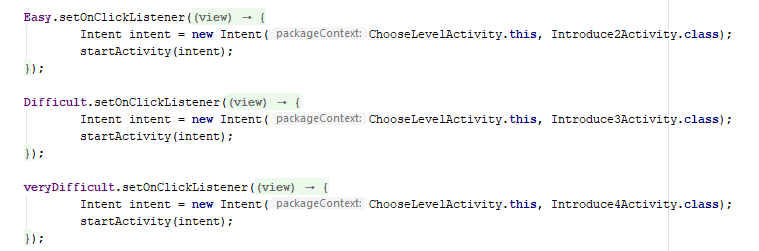 Easy.setOnClickListener((view) → {
Intent intent = new Intent( packageContext: ChooseLevelActivity.this, Introduce2Activity.class);
startActivity(intent);
});
Difficult.setOnClickListener((view) → {
Intent intent = new Intent( packageContext: ChooseLevelActivity.this, Introduce3Activity.class);
startActivity(intent);
});
veryDifficult.setOnClickListener((view) → {
Intent intent = new Intent( packageContext: ChooseLevelActivity.this, Introduce4Activity.class);
startActivity(intent);
});